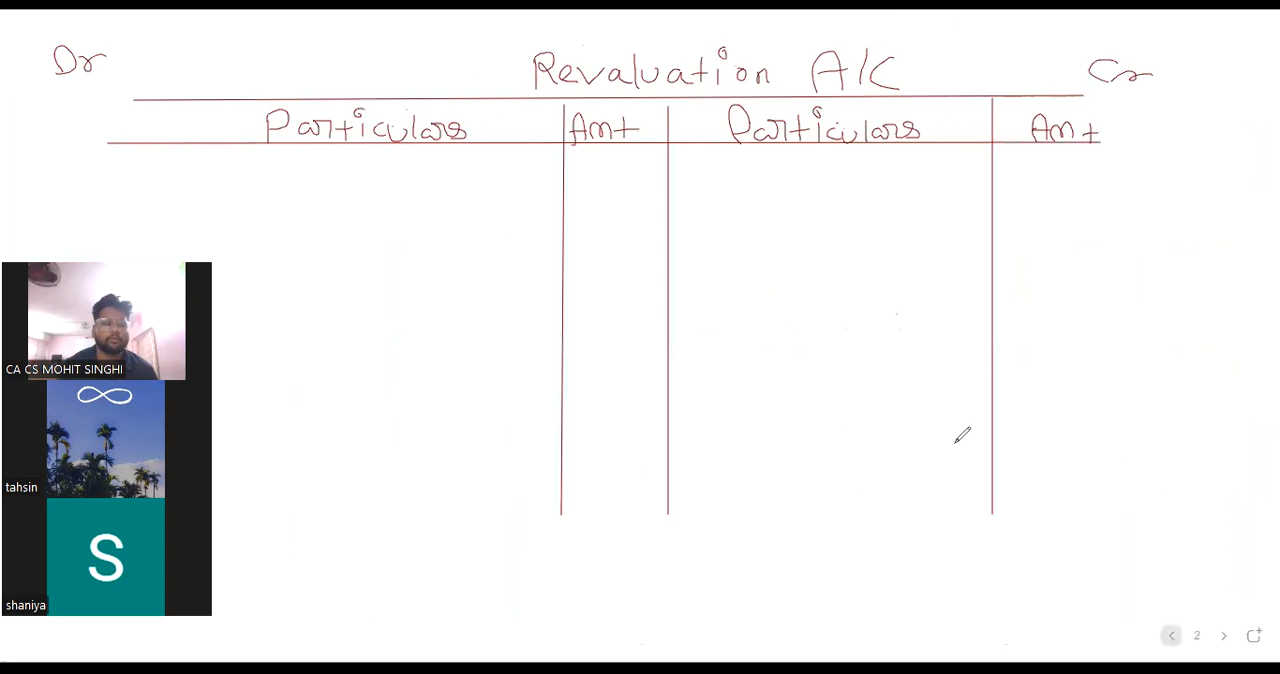 Dr Revaluation A/C Cr
Particulars Amt Particulars Amt
CA CS MOHIT SINGHI
tahsin
S
shaniya
2